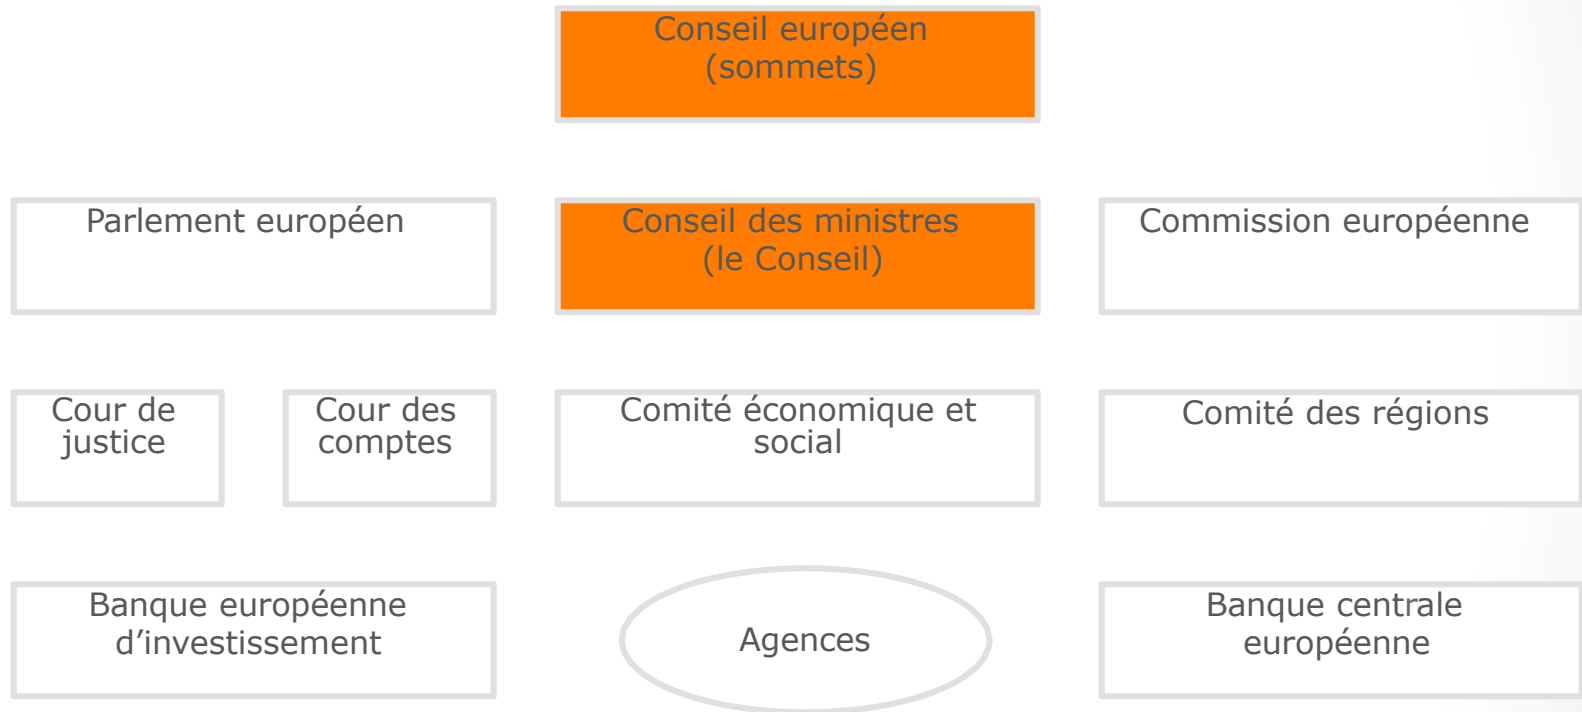 Conseil européen
(sommets)
Parlement européen
Conseil des ministres
(le Conseil)
Commission européenne
Cour de
justice
Cour des
comptes
Comité économique et
social
Comité des régions
Banque européenne
d’investissement
Agences
Banque centrale
européenne